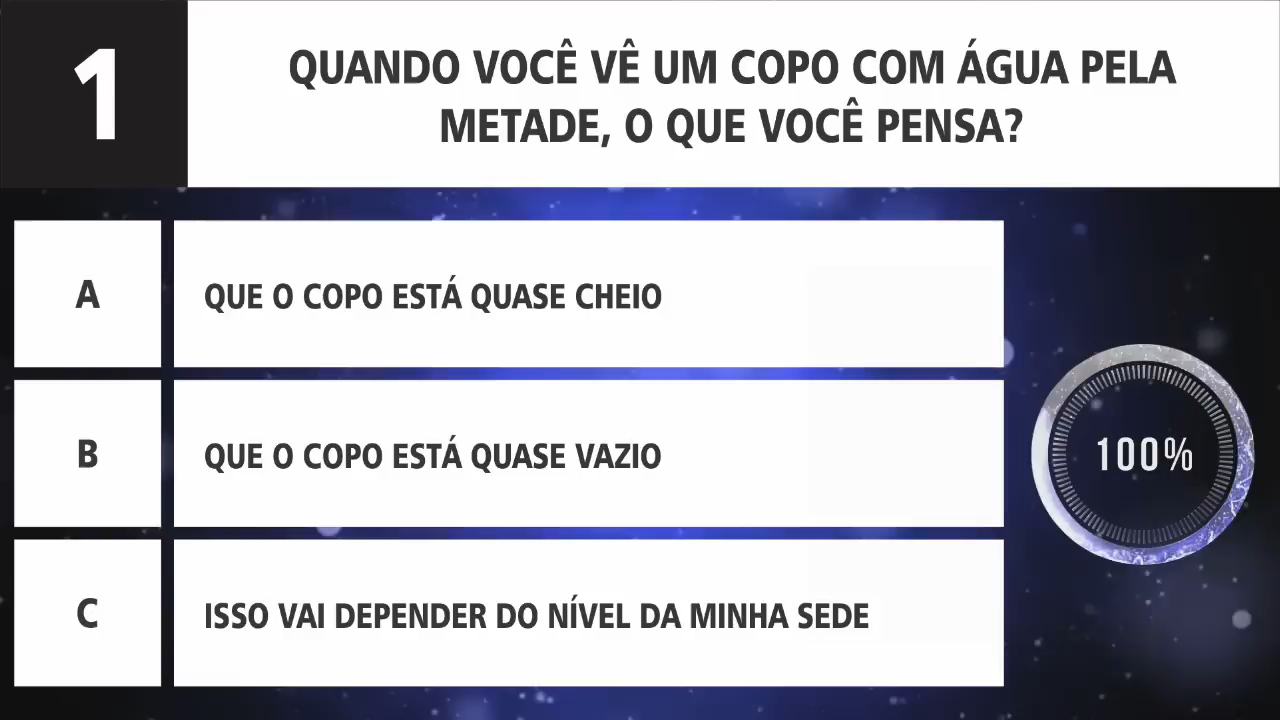 1
QUANDO VOCÊ VÊ UM COPO COM ÁGUA PELA
METADE, O QUE VOCÊ PENSA?
A
QUE O COPO ESTÁ QUASE CHEIO
B
QUE O COPO ESTÁ QUASE VAZIO
100%
C
ISSO VAI DEPENDER DO NÍVEL DA MINHA SEDE